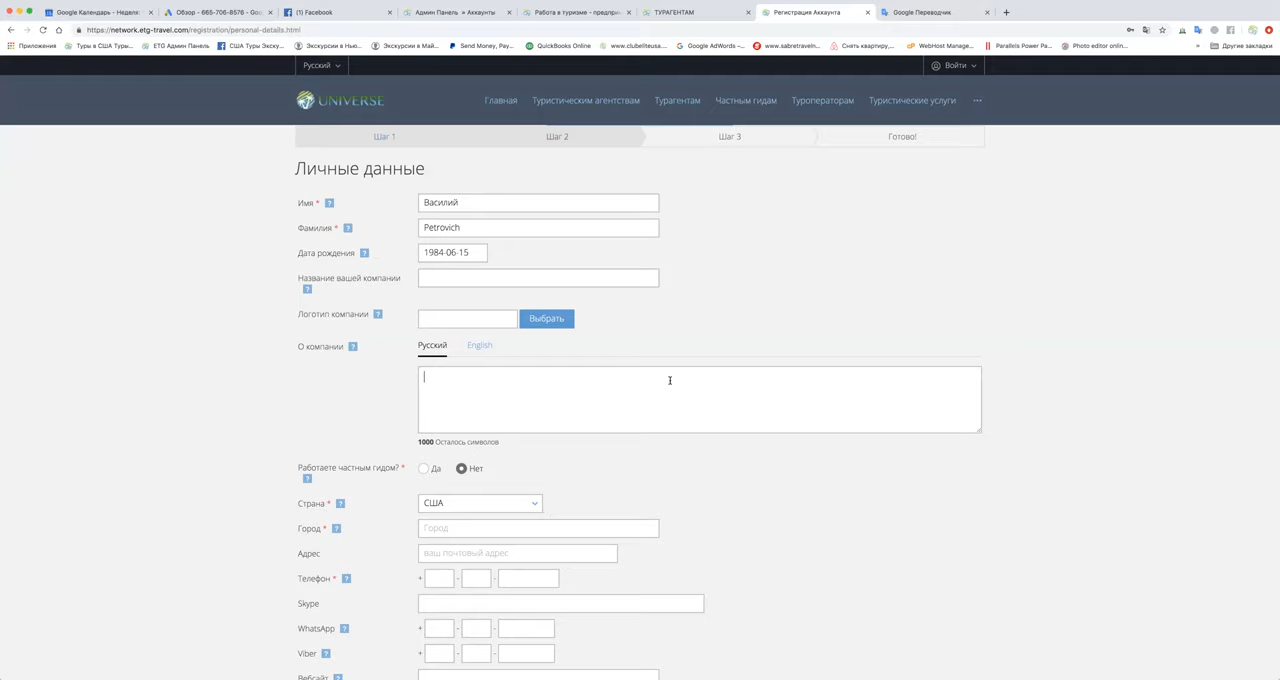 Google Календарь - Неделя
Обзор - 665-706-8576 - Goo
Facebook
Админ Панель » Аккаунты
Работа в туризме - предпри
ТУРАГЕНТАМ
Регистрация Аккаунта
Google Переводчик
https://network.etg-travel.com/registration/personal-details.html
Приложения
Туры в США Туры...
ETG Админ Панель
США Туры Экску...
Экскурсии в Нью...
Экскурсии в Май...
Send Money, Pay...
QuickBooks Online
www.clubeliteusa....
Google AdWords –...
www.sabretraveln...
Снять квартиру,...
WebHost Manage...
Parallels Power Pa...
Photo editor onlin...
»
Другие закладки
Русский
Войти
UNIVERSE
Главная
Туристическим агентствам
Турагентам
Частным гидам
Туроператорам
Туристические услуги
...
Шаг 1
Шаг 2
Шаг 3
Готово!
Личные данные
Имя * ?
Василий
Фамилия * ?
Petrovich
Дата рождения ?
1984-06-15
Название вашей компании
?
Логотип компании ?
Выбрать
О компании ?
Русский
English
1000 Осталось символов
Работаете частным гидом? *
?
Да
Нет
Страна * ?
США
Город * ?
Город
Адрес
ваш почтовый адрес
Телефон * ?
+ - -
Skype
WhatsApp ?
+ - -
Viber ?
+ - -
Вебсайт ?